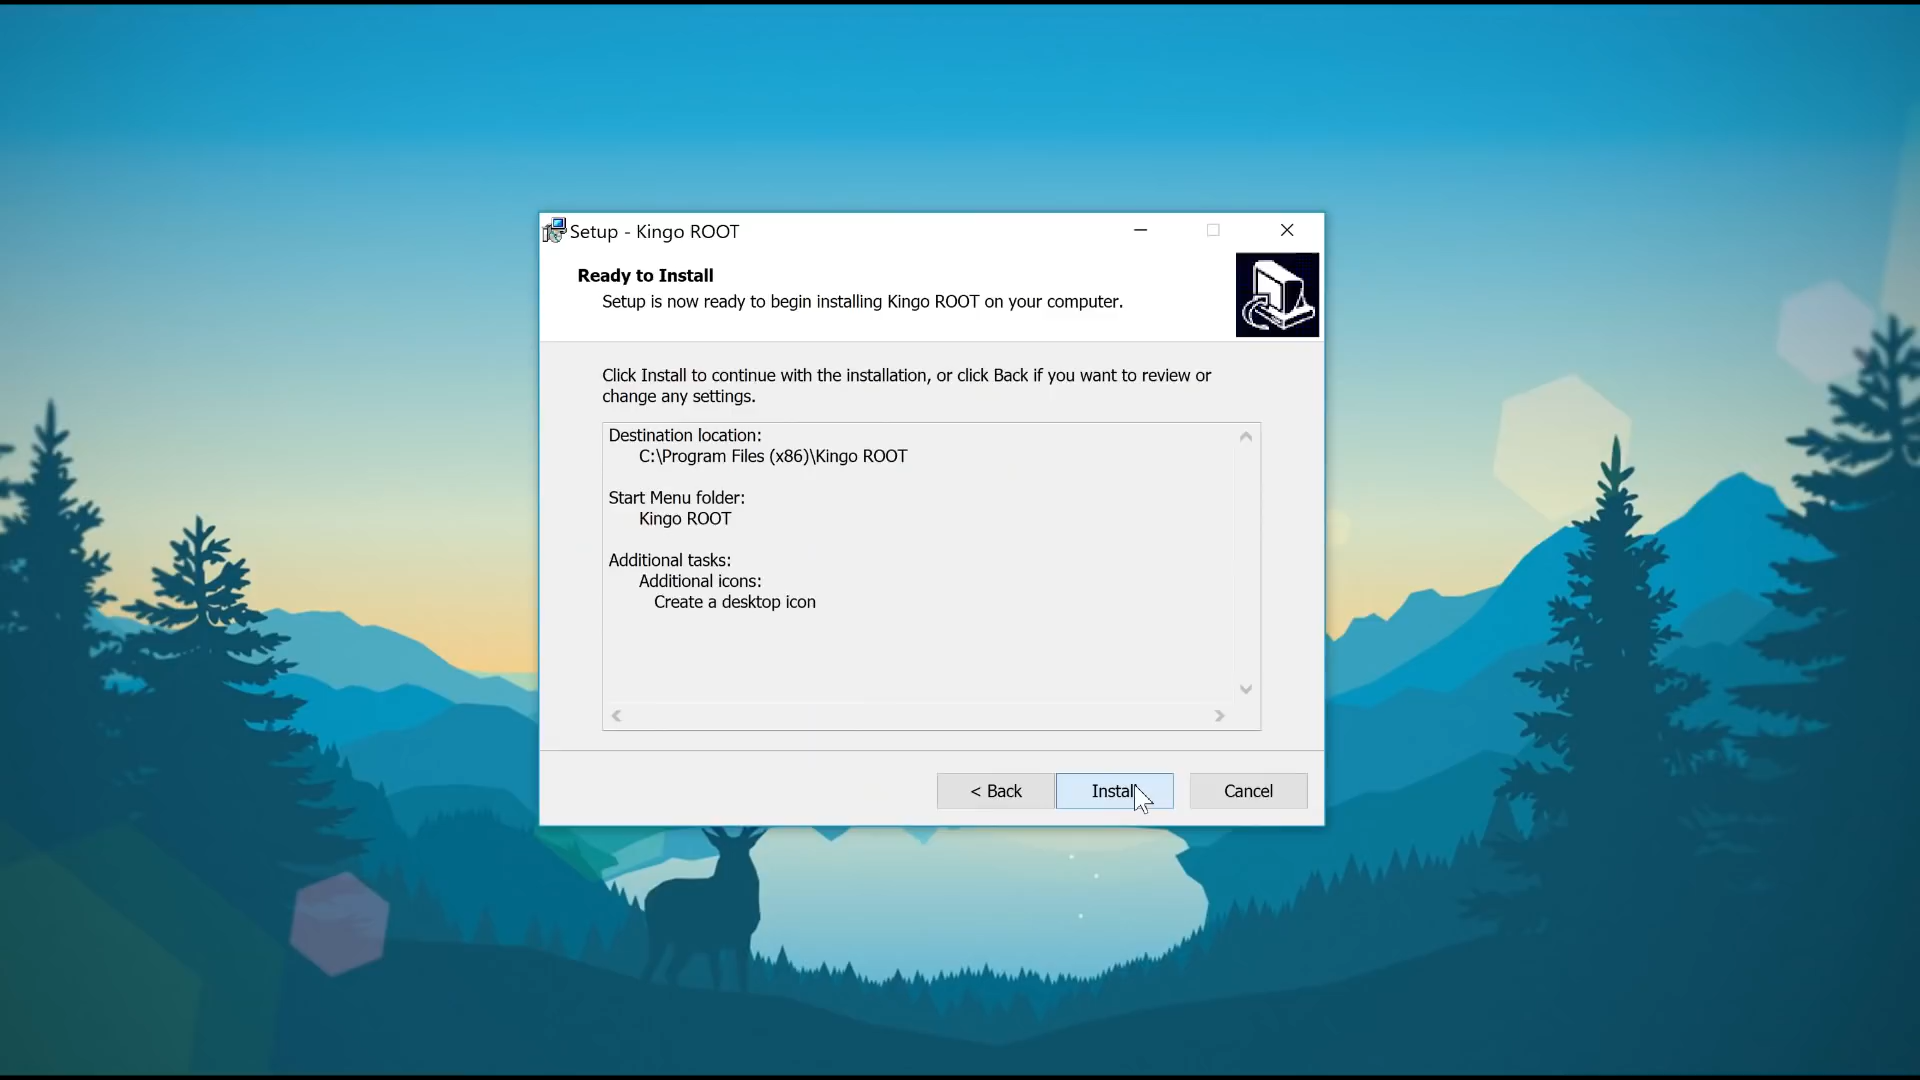 Setup - Kingo ROOT
Ready to Install
Setup is now ready to begin installing Kingo ROOT on your computer.
Click Install to continue with the installation, or click Back if you want to review or
change any settings.
Destination location:
C:\Program Files (x86)\Kingo ROOT
Start Menu folder:
Kingo ROOT
Additional tasks:
Additional icons:
Create a desktop icon
< Back
Install
Cancel